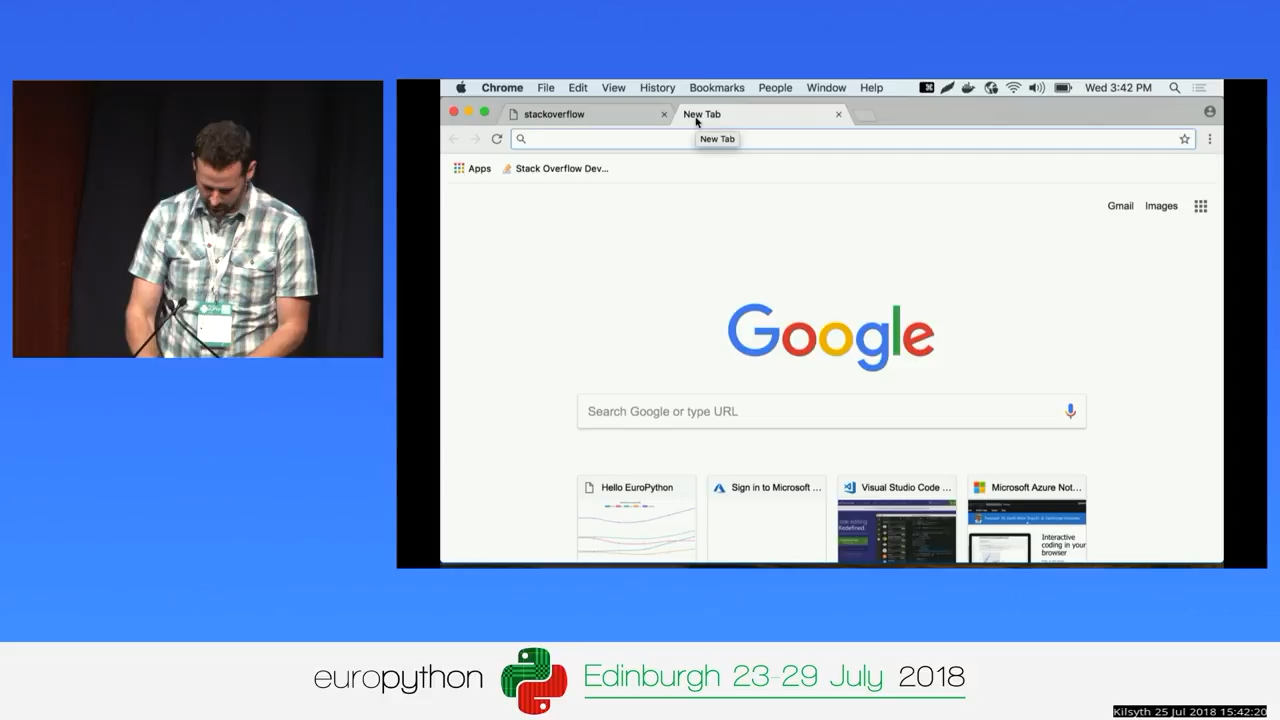 Chrome File Edit View History Bookmarks People Window Help Wed 3:42 PM
stackoverflow New Tab
New Tab
Apps Stack Overflow Dev...
Gmail Images
Google
Search Google or type URL
Hello EuroPython Sign in to Microsoft ... Visual Studio Code ... Microsoft Azure Not...
Interactive
coding in your
browser
europython Edinburgh 23-29 July 2018
Kilsyth 25 Jul 2018 15:42:20